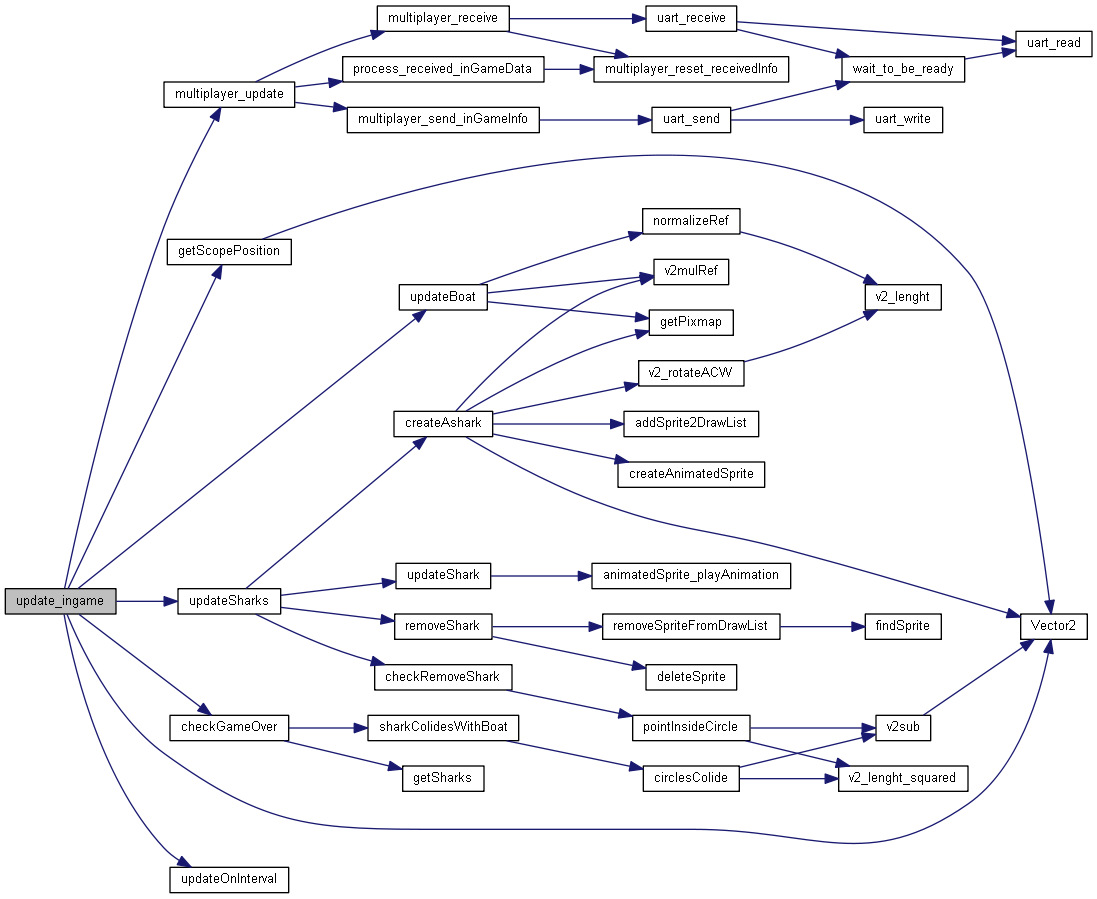 multiplayer_receive
uart_receive
uart_read
process_received_inGameData
multiplayer_reset_receivedInfo
wait_to_be_ready
multiplayer_update
multiplayer_send_inGameInfo
uart_send
uart_write
normalizeRef
getScopePosition
v2mulRef
updateBoat
v2_lenght
getPixmap
v2_rotateACW
createAshark
addSprite2DrawList
createAnimatedSprite
updateShark
animatedSprite_playAnimation
update_ingame
updateSharks
removeShark
removeSpriteFromDrawList
findSprite
Vector2
checkRemoveShark
deleteSprite
checkGameOver
sharkColidesWithBoat
pointInsideCircle
v2sub
getSharks
circlesColide
v2_lenght_squared
updateOnInterval